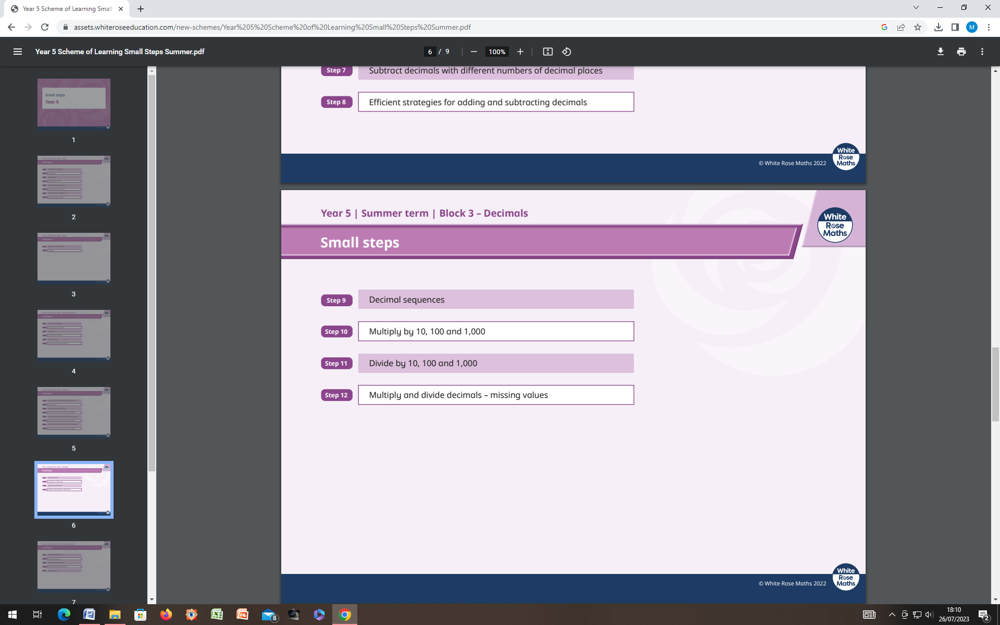 Year 5 Scheme of Learning Small
assets.whiteroseeducation.com/new-schemes/Year%205%20Scheme%20of%20Learning%20Small%20Steps%20Summer.pdf
M
Year 5 Scheme of Learning Small Steps Summer.pdf
6 / 9
100%
Small steps
Year 5
1
2
3
4
5
6
7
Step 7 Subtract decimals with different numbers of decimal places
Step 8 Efficient strategies for adding and subtracting decimals
© White Rose Maths 2022
White
Rose
Maths
Year 5 | Summer term | Block 3 – Decimals
White
Rose
Maths
Small steps
Step 9 Decimal sequences
Step 10 Multiply by 10, 100 and 1,000
Step 11 Divide by 10, 100 and 1,000
Step 12 Multiply and divide decimals – missing values
© White Rose Maths 2022
White
Rose
Maths
8
18:10
26/07/2023
2